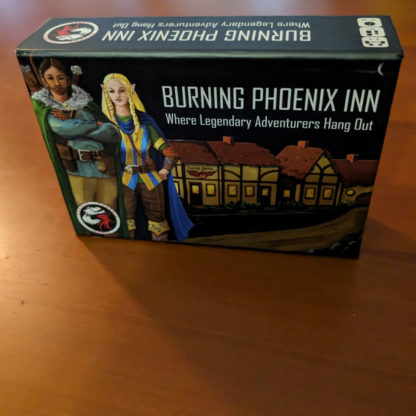 BURNING PHOENIX INN
Where Legendary Adventurers Hang Out
BURNING PHOENIX INN
Where Legendary Adventurers Hang Out